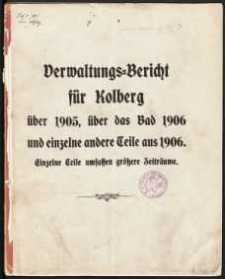 Verwaltungs-Bericht
für Kolberg
über 1905, über das Bad 1906
und einzelne andere Teile aus 1906.
Einzelne Teile umfassen größere Zeiträume.